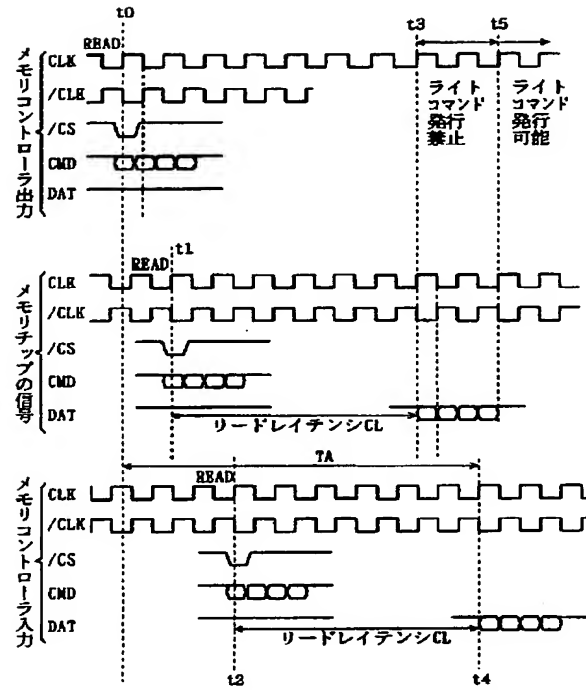 t0
t3
t5
READ
CLK
/CLK
/CS
CMD
DAT
メモリコントローラ出力
ライト
コマンド
発行
禁止
ライト
コマンド
発行
可能
t1
READ
CLK
/CLK
/CS
CMD
DAT
メモリチップの信号
リードレイテンシCL
TA
READ
CLK
/CLK
/CS
CMD
DAT
メモリコントローラ入力
リードレイテンシCL
t2
t4